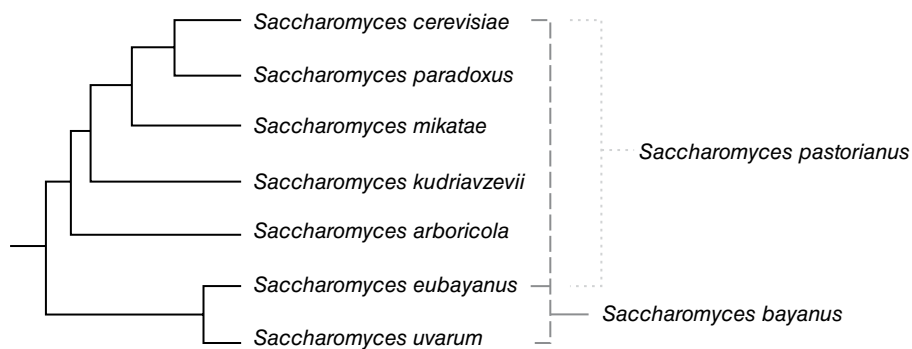 Saccharomyces cerevisiae
Saccharomyces paradoxus
Saccharomyces mikatae
Saccharomyces pastorianus
Saccharomyces kudriavzevii
Saccharomyces arboricola
Saccharomyces eubayanus
Saccharomyces bayanus
Saccharomyces uvarum